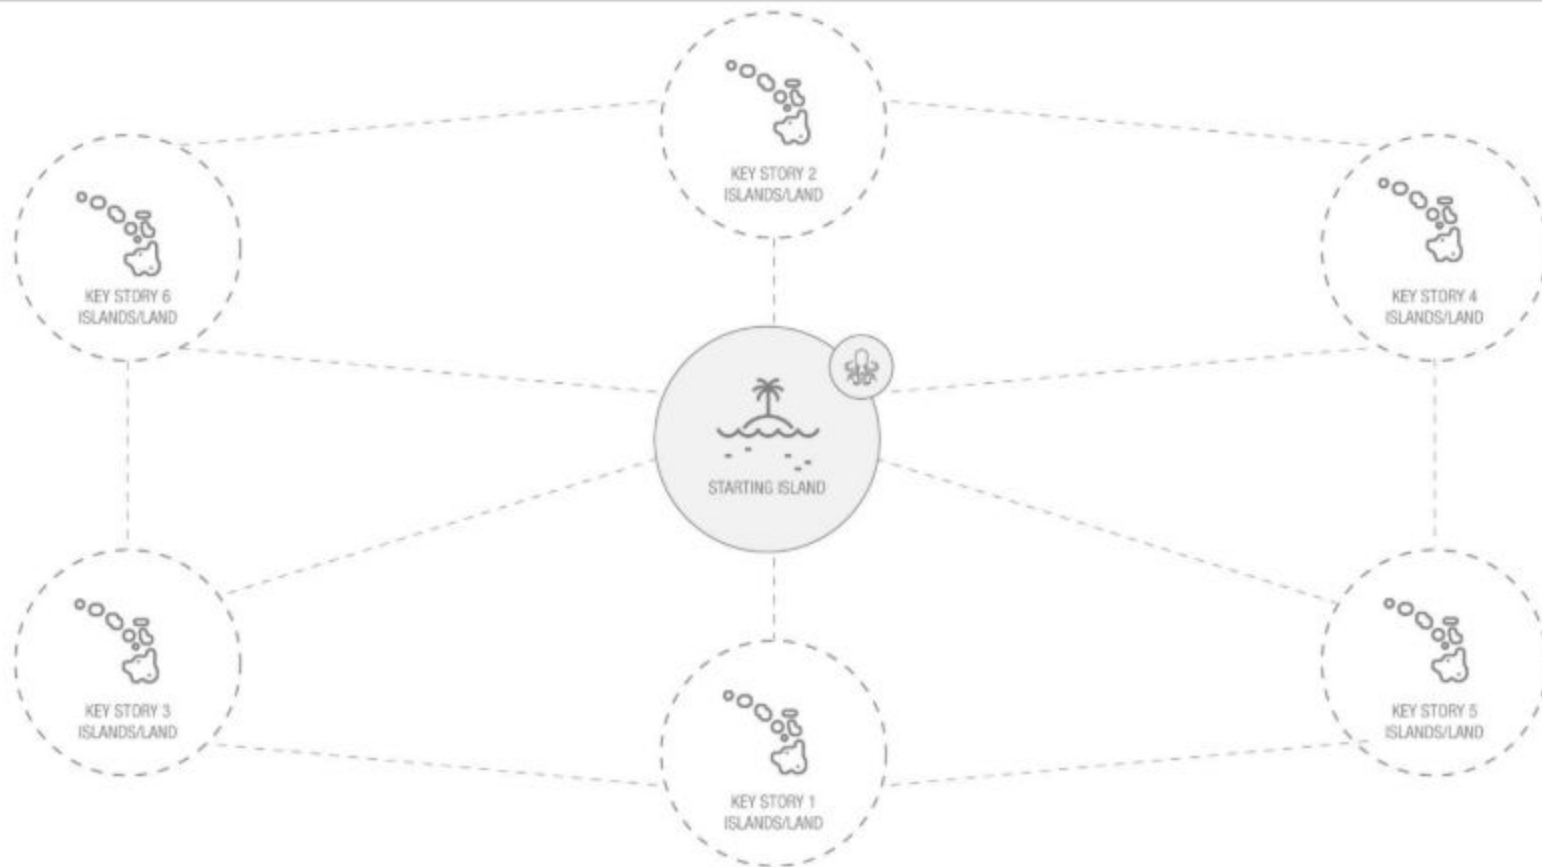 KEY STORY 2
ISLANDS/LAND
KEY STORY 6
ISLANDS/LAND
KEY STORY 4
ISLANDS/LAND
STARTING ISLAND
KEY STORY 3
ISLANDS/LAND
KEY STORY 5
ISLANDS/LAND
KEY STORY 1
ISLANDS/LAND